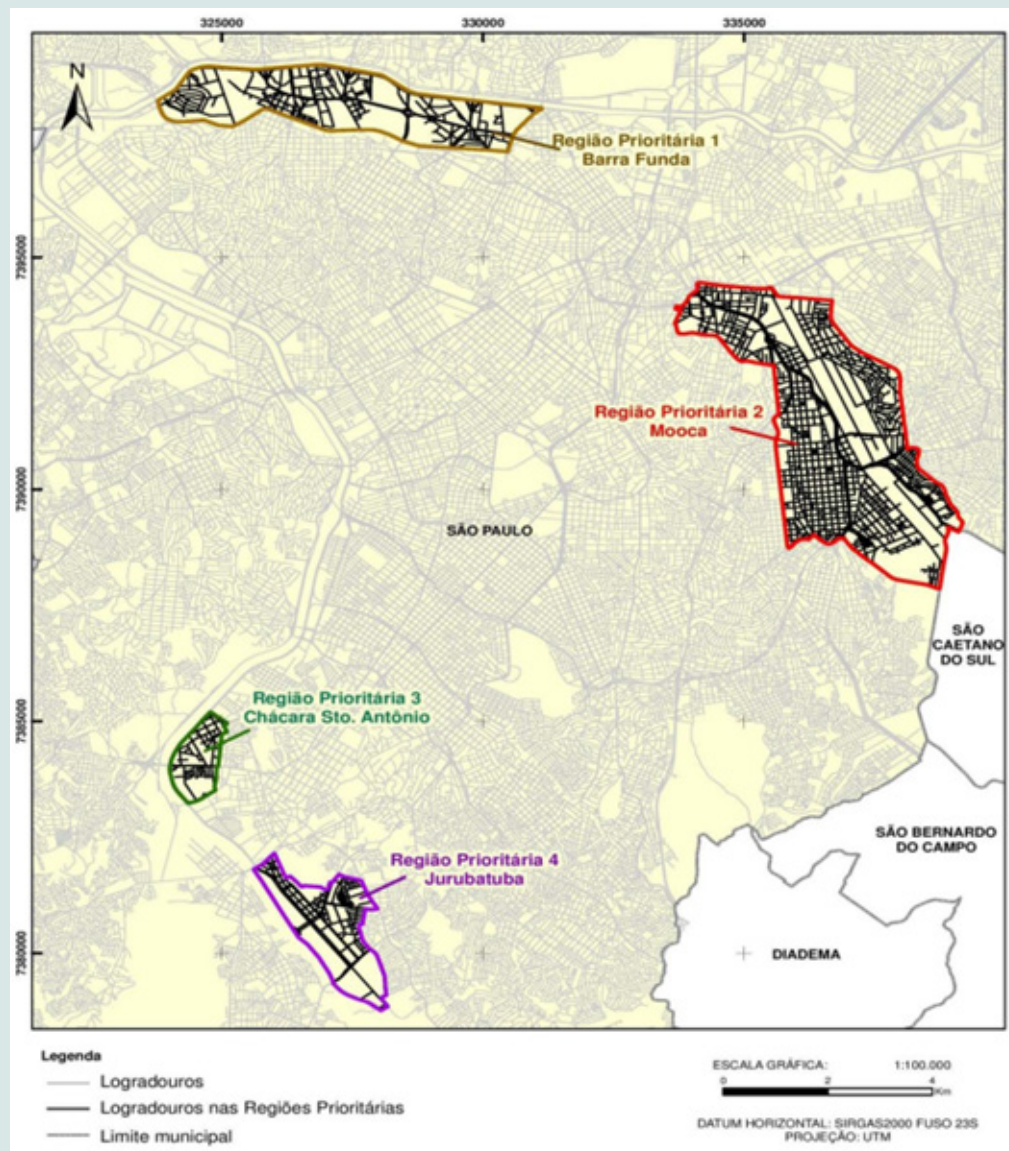 325000
330000
335000
N
Região Prioritária 1
Barra Funda
7395000
Região Prioritária 2
Mooca
7390000
SÃO PAULO
SÃO
CAETANO
DO SUL
Região Prioritária 3
Chácara Sto. Antônio
7385000
SÃO BERNARDO
DO CAMPO
Região Prioritária 4
Jurubatuba
7380000
DIADEMA
Legenda
Logradouros
Logradouros nas Regiões Prioritárias
Limite municipal
ESCALA GRÁFICA: 1:100.000
0 2 4
Km
DATUM HORIZONTAL: SIRGAS2000 FUSO 23S
PROJEÇÃO: UTM